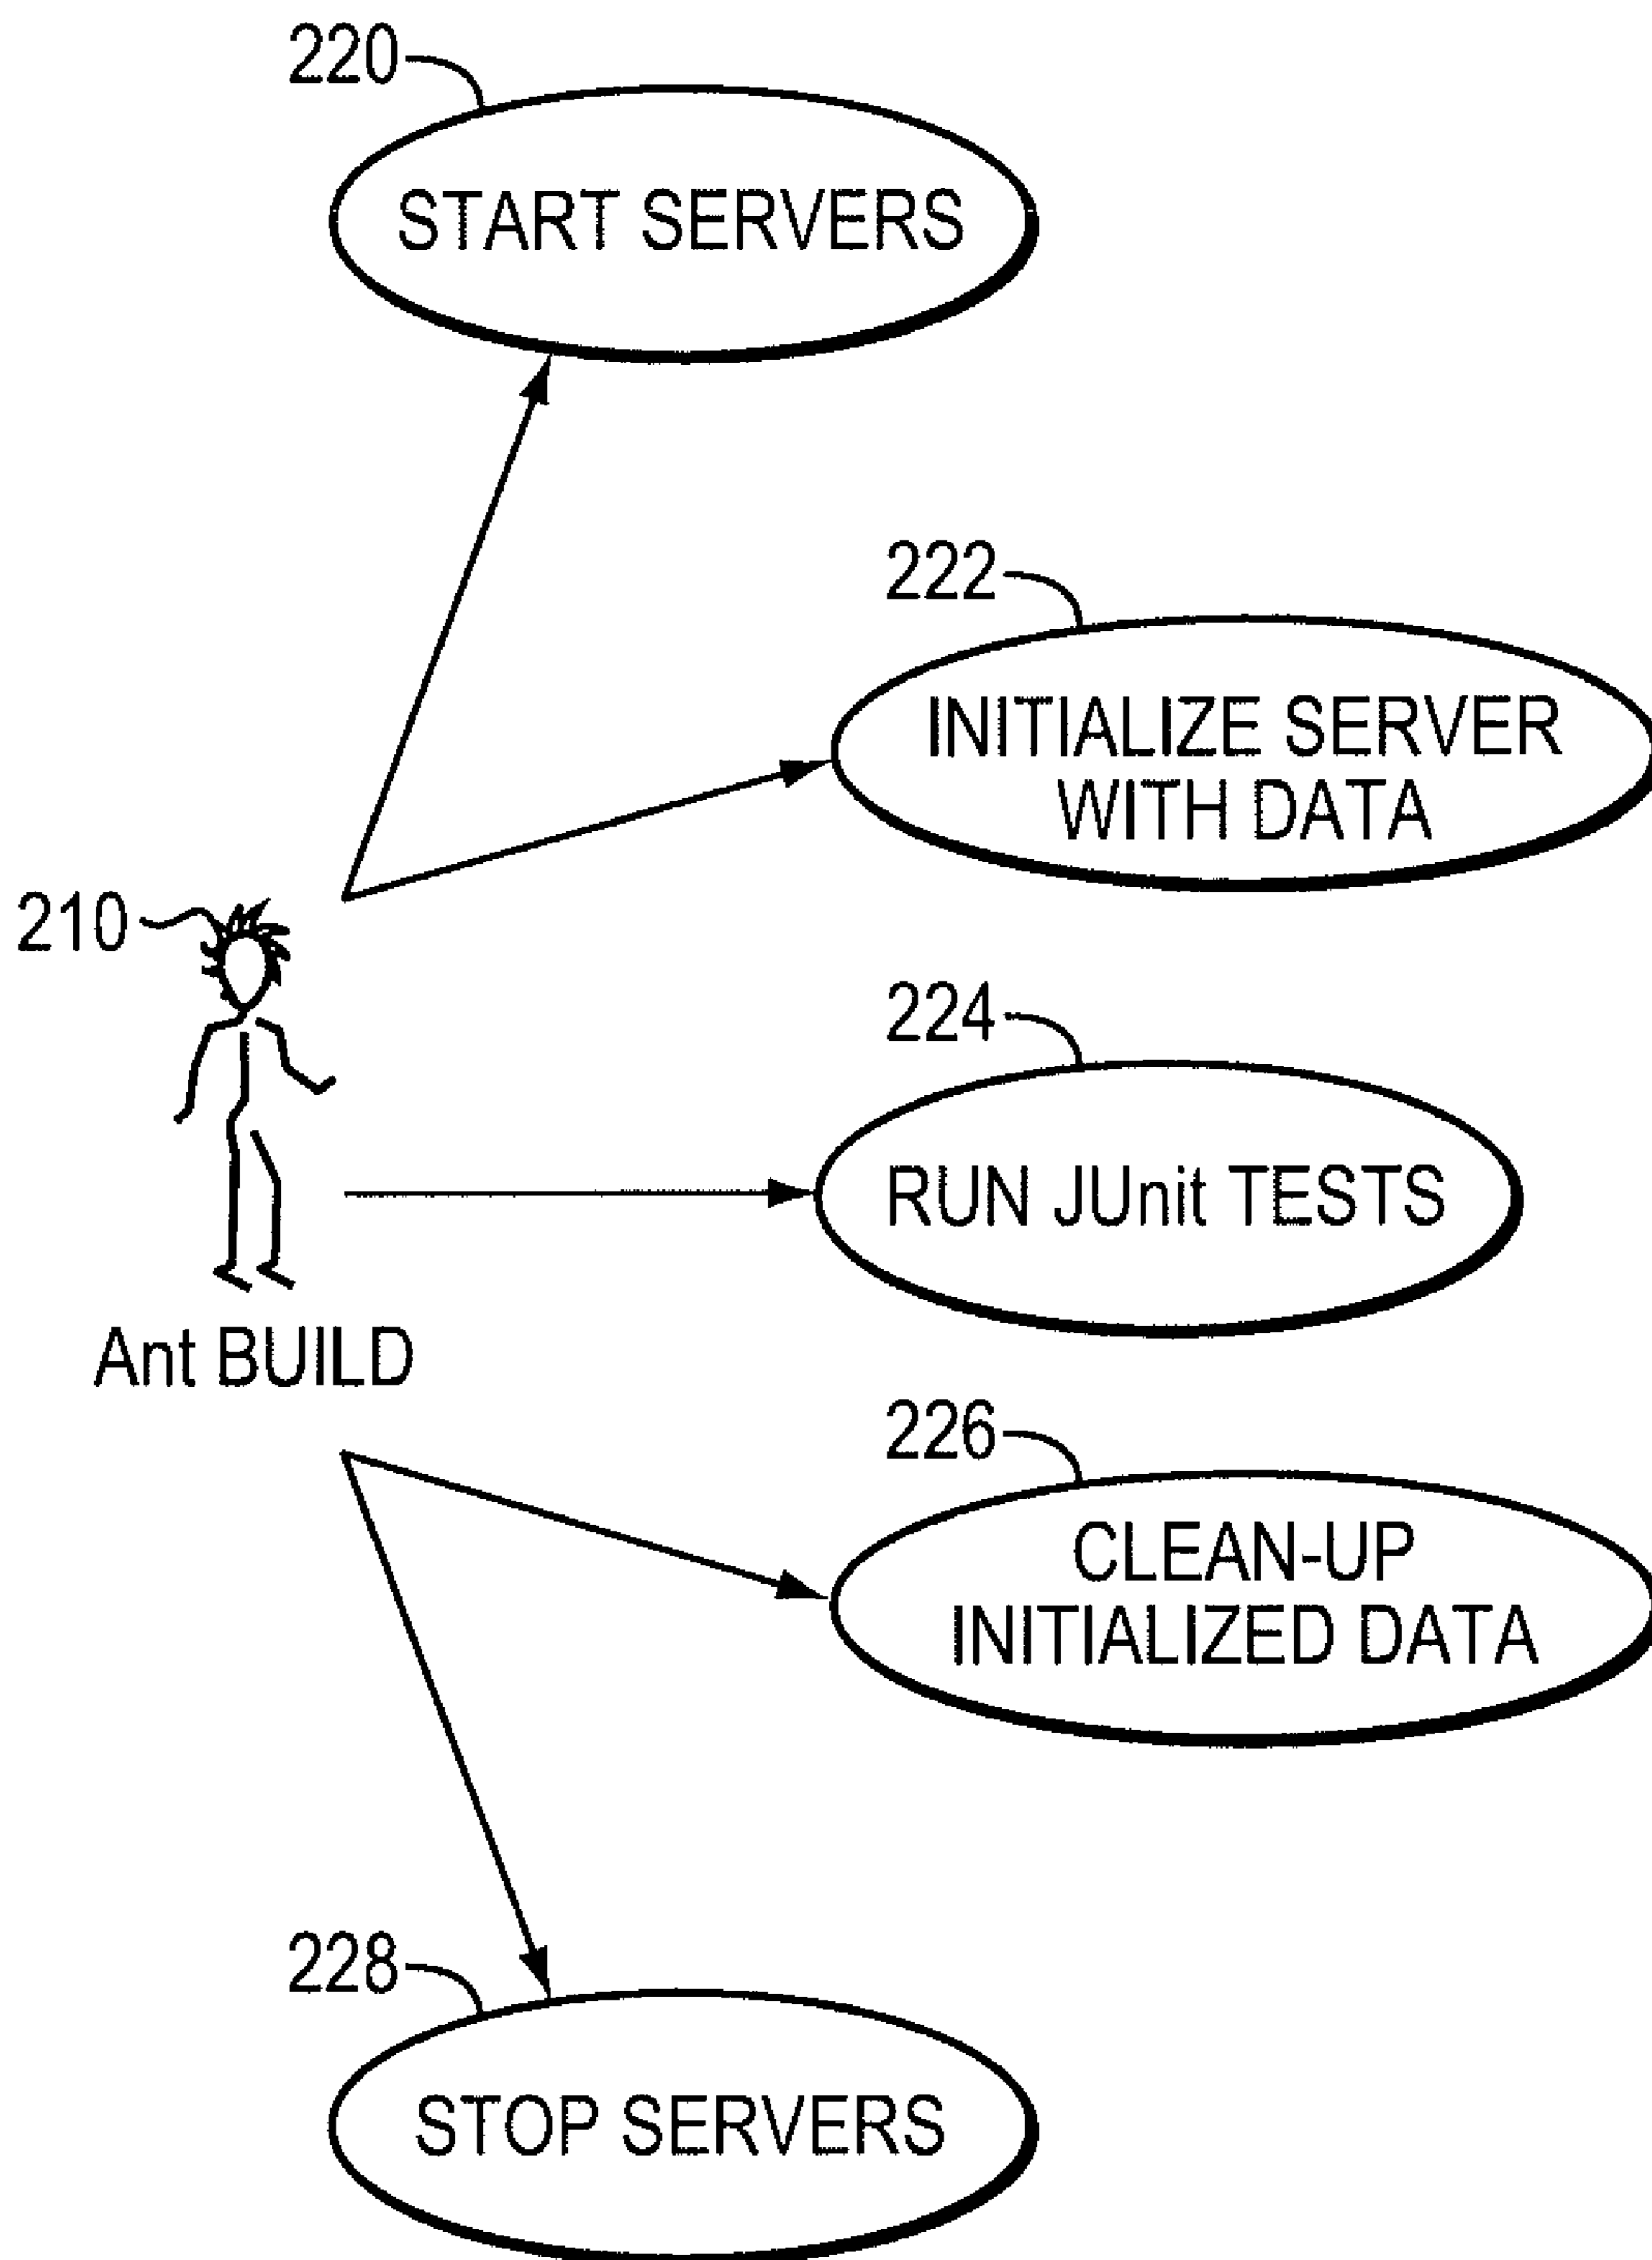 220
START SERVERS
222
INITIALIZE SERVER
WITH DATA
210
224
RUN JUnit TESTS
Ant BUILD
226
CLEAN-UP
INITIALIZED DATA
228
STOP SERVERS